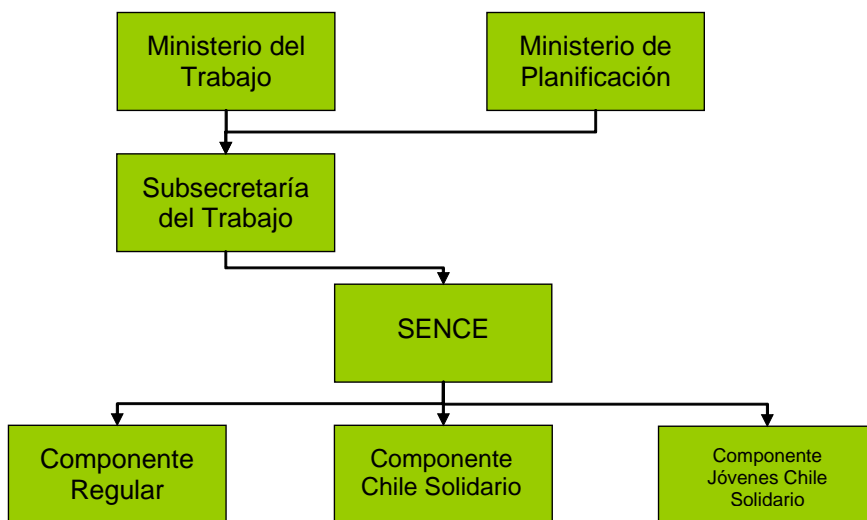 Ministerio del
Trabajo
Ministerio de
Planificación
Subsecretaría
del Trabajo
SENCE
Componente
Regular
Componente
Chile Solidario
Componente
Jóvenes Chile
Solidario